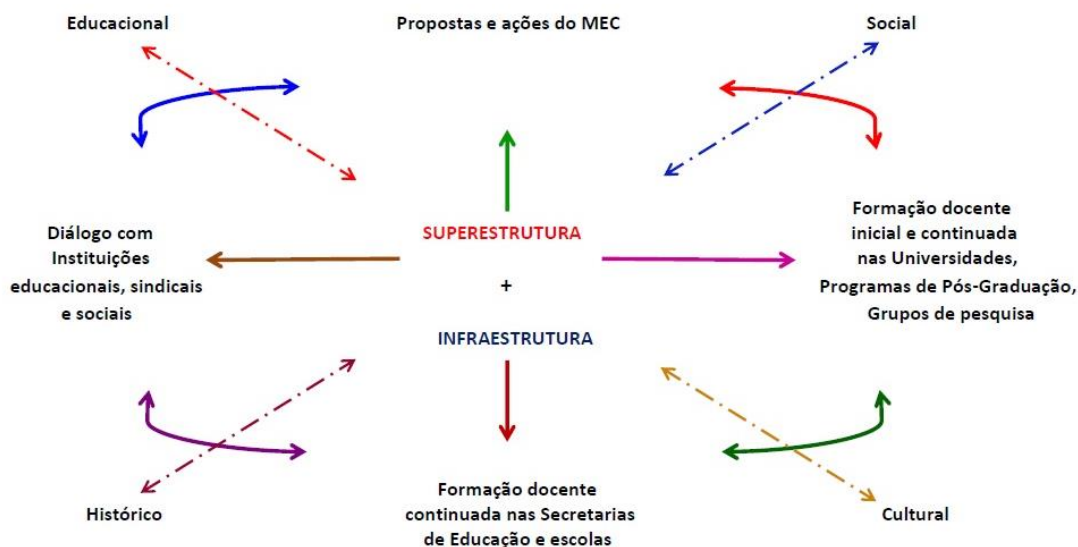 Educacional
Propostas e ações do MEC
Social
Diálogo com
Instituições
educacionais, sindicais
e sociais
SUPERESTRUTURA
+
INFRAESTRUTURA
Formação docente
inicial e continuada
nas Universidades,
Programas de Pós-Graduação,
Grupos de pesquisa
Histórico
Formação docente
continuada nas Secretarias
de Educação e escolas
Cultural